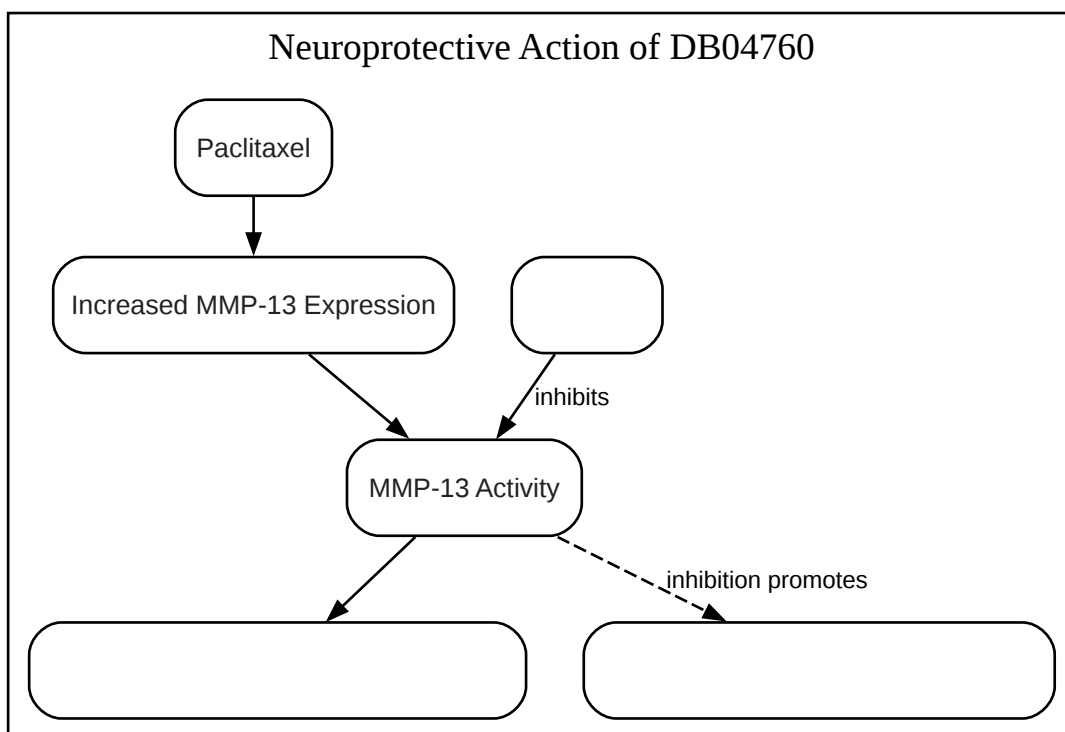 Neuroprotective Action of DB04760
Paclitaxel
Increased MMP-13 Expression
inhibits
MMP-13 Activity
inhibition promotes